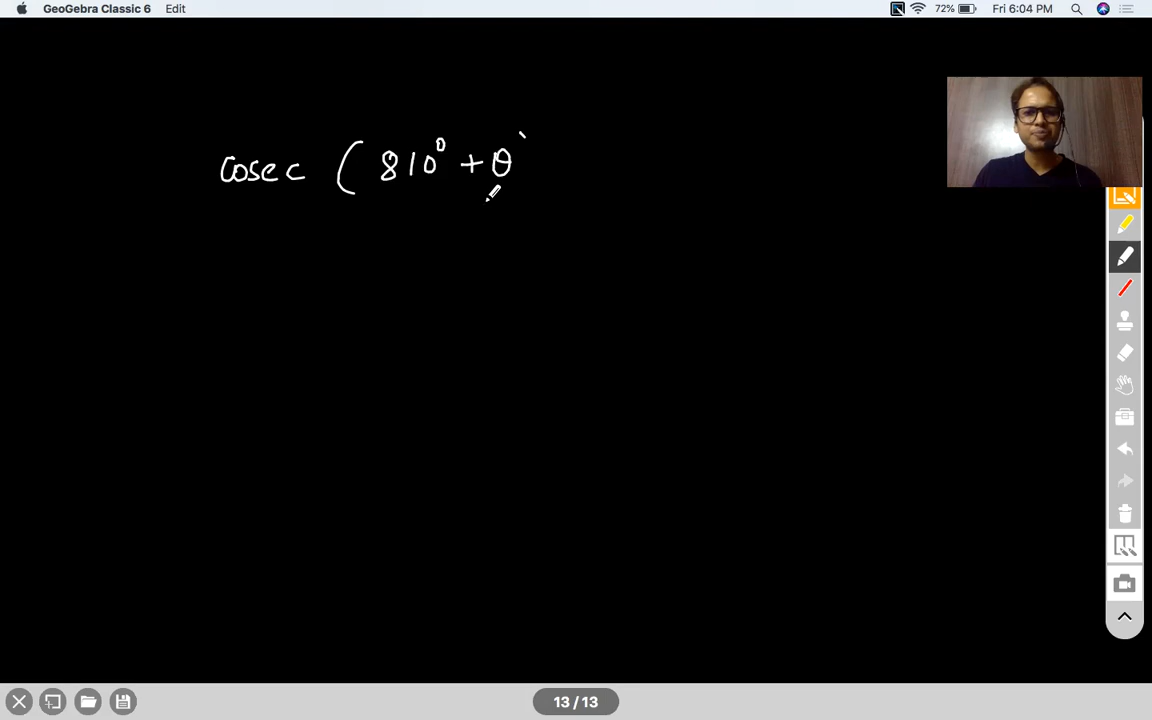 GeoGebra Classic 6 Edit 72% Fri 6:04 PM
cosec ( 810° + θ
13 / 13